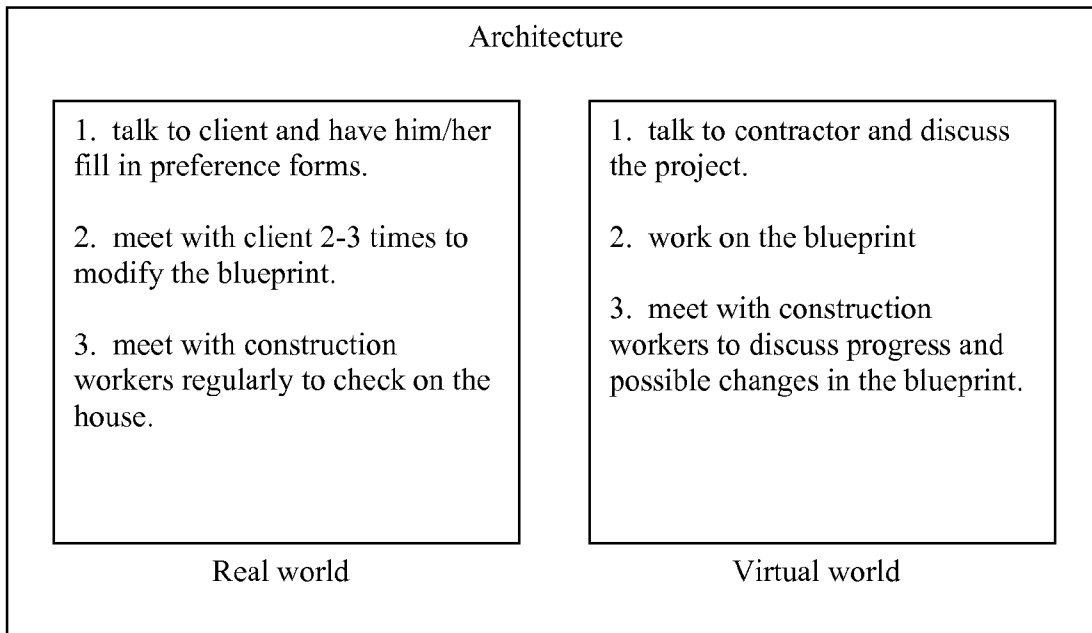 Architecture
1. talk to client and have him/her
fill in preference forms.
2. meet with client 2-3 times to
modify the blueprint.
3. meet with construction
workers regularly to check on the
house.
Real world
1. talk to contractor and discuss
the project.
2. work on the blueprint
3. meet with construction
workers to discuss progress and
possible changes in the blueprint.
Virtual world